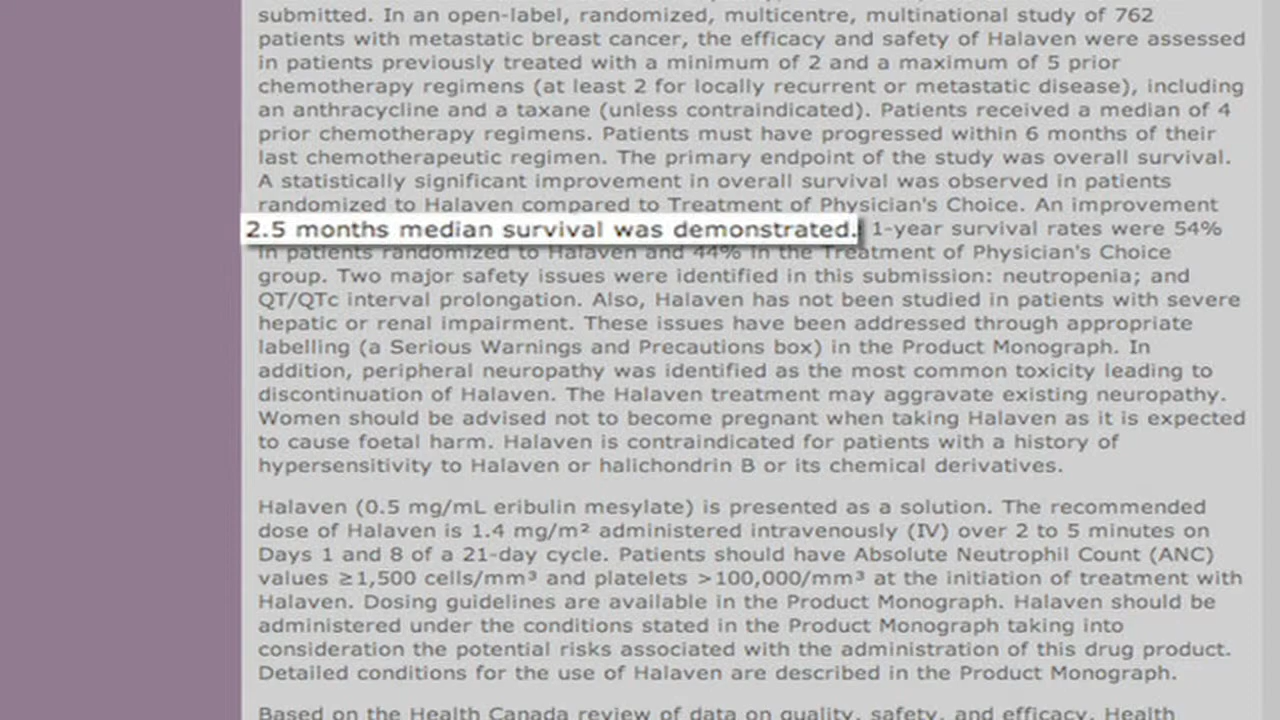 submitted. In an open-label, randomized, multicentre, multinational study of 762
patients with metastatic breast cancer, the efficacy and safety of Halaven were assessed
in patients previously treated with a minimum of 2 and a maximum of 5 prior
chemotherapy regimens (at least 2 for locally recurrent or metastatic disease), including
an anthracycline and a taxane (unless contraindicated). Patients received a median of 4
prior chemotherapy regimens. Patients must have progressed within 6 months of their
last chemotherapeutic regimen. The primary endpoint of the study was overall survival.
A statistically significant improvement in overall survival was observed in patients
randomized to Halaven compared to Treatment of Physician's Choice. An improvement
2.5 months median survival was demonstrated. 1-year survival rates were 54%
in patients randomized to Halaven and 44% in the Treatment of Physician's Choice
group. Two major safety issues were identified in this submission: neutropenia; and
QT/QTc interval prolongation. Also, Halaven has not been studied in patients with severe
hepatic or renal impairment. These issues have been addressed through appropriate
labelling (a Serious Warnings and Precautions box) in the Product Monograph. In
addition, peripheral neuropathy was identified as the most common toxicity leading to
discontinuation of Halaven. The Halaven treatment may aggravate existing neuropathy.
Women should be advised not to become pregnant when taking Halaven as it is expected
to cause foetal harm. Halaven is contraindicated for patients with a history of
hypersensitivity to Halaven or halichondrin B or its chemical derivatives.
Halaven (0.5 mg/mL eribulin mesylate) is presented as a solution. The recommended
dose of Halaven is 1.4 mg/m² administered intravenously (IV) over 2 to 5 minutes on
Days 1 and 8 of a 21-day cycle. Patients should have Absolute Neutrophil Count (ANC)
values ≥1,500 cells/mm³ and platelets >100,000/mm³ at the initiation of treatment with
Halaven. Dosing guidelines are available in the Product Monograph. Halaven should be
administered under the conditions stated in the Product Monograph taking into
consideration the potential risks associated with the administration of this drug product.
Detailed conditions for the use of Halaven are described in the Product Monograph.
Based on the Health Canada review of data on quality, safety, and efficacy, Health